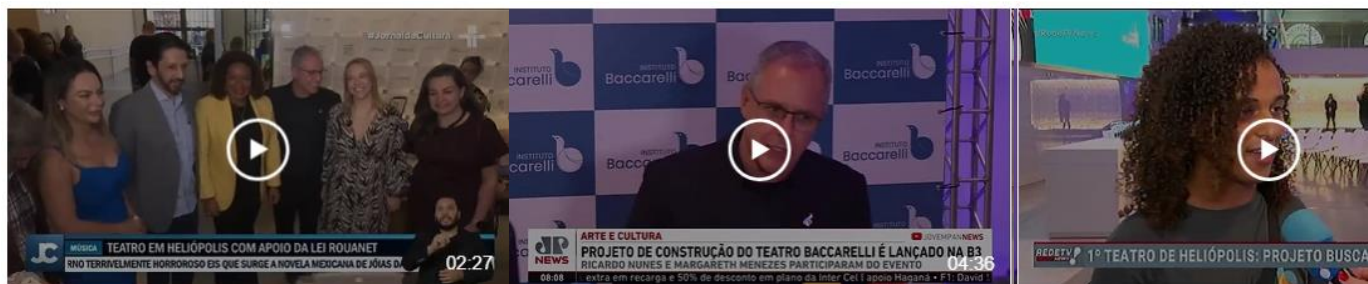 #JornaldaCultura
JC
MÚSICA
TEATRO EM HELIÓPOLIS COM APOIO DA LEI ROUANET
RNO TERRIVELMENTE HORROROSO EIS QUE SURGE A NOVELA MEXICANA DE JÓIAS DA
02:27
INSTITUTO
Baccarelli
INSTITUTO
Baccarelli
INSTITUTO
Baccarelli
JP
NEWS
ARTE E CULTURA
JOVEMPANNEWS
PROJETO DE CONSTRUÇÃO DO TEATRO BACCARELLI É LANÇADO NA B3
RICARDO NUNES E MARGARETH MENEZES PARTICIPARAM DO EVENTO
04:36
08:08
extra em recarga e 50% de desconto em plano da Inter Cel | apoio Haganá • F1: David
REDETV
1º TEATRO DE HELIÓPOLIS: PROJETO BUSCA